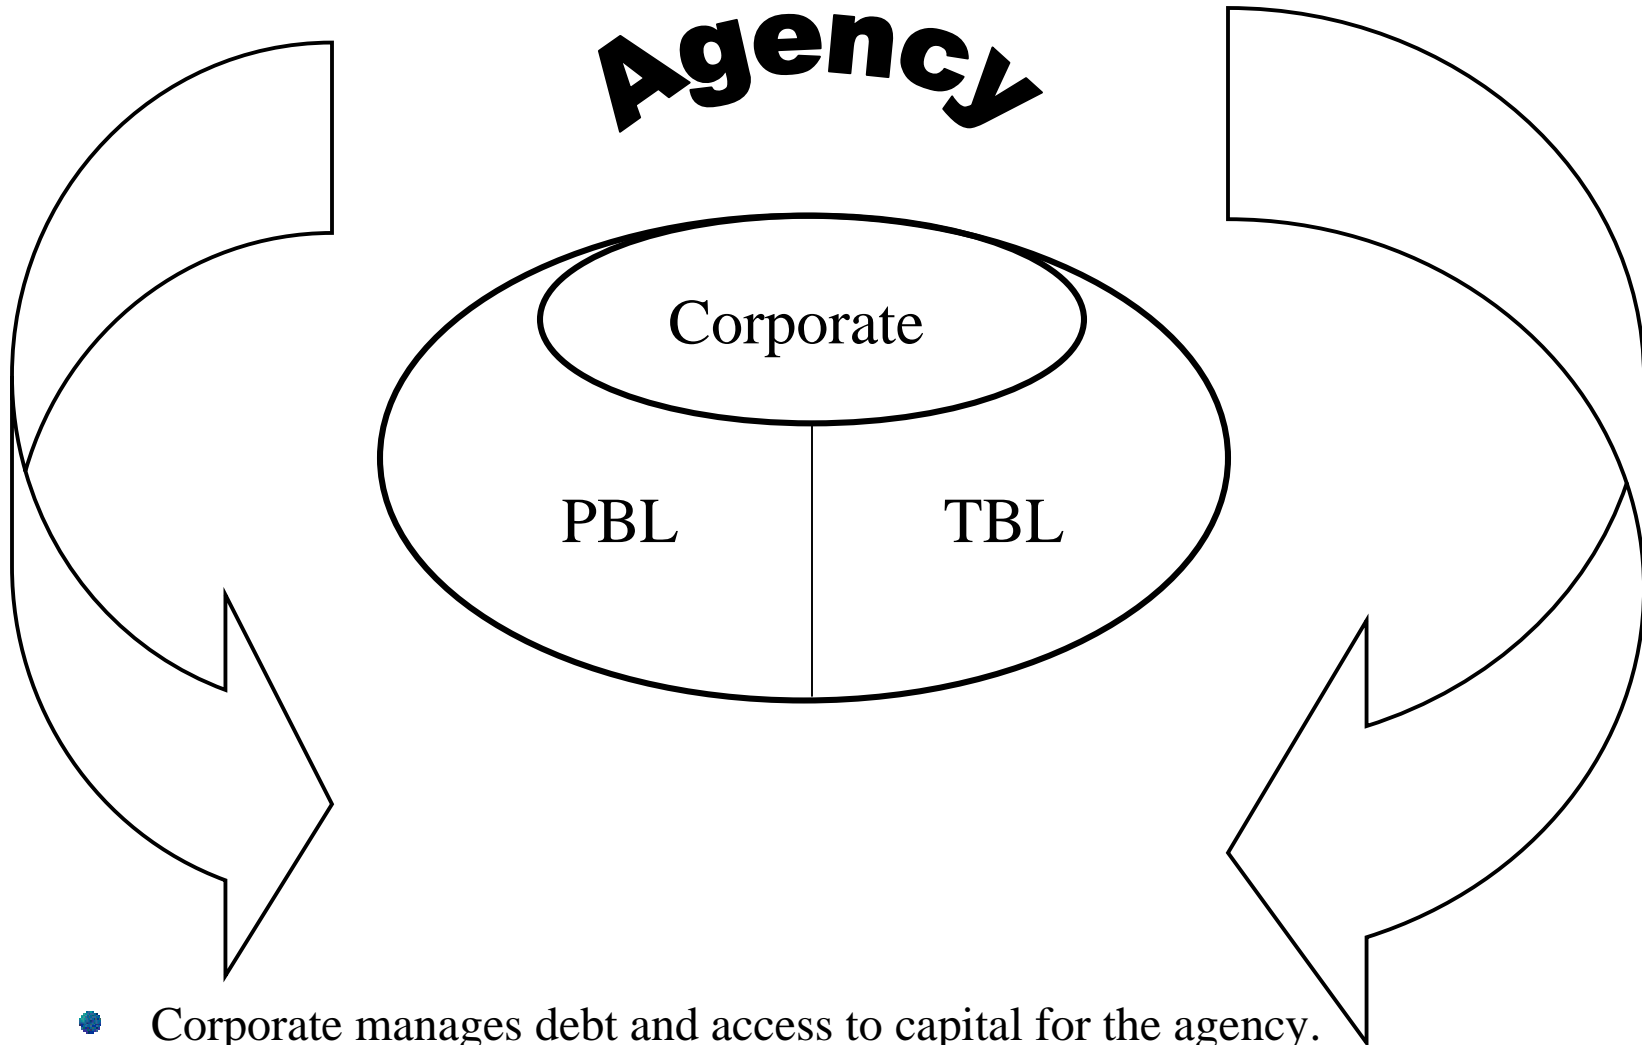 Agency
Corporate
PBL TBL
Corporate manages debt and access to capital for the agency.